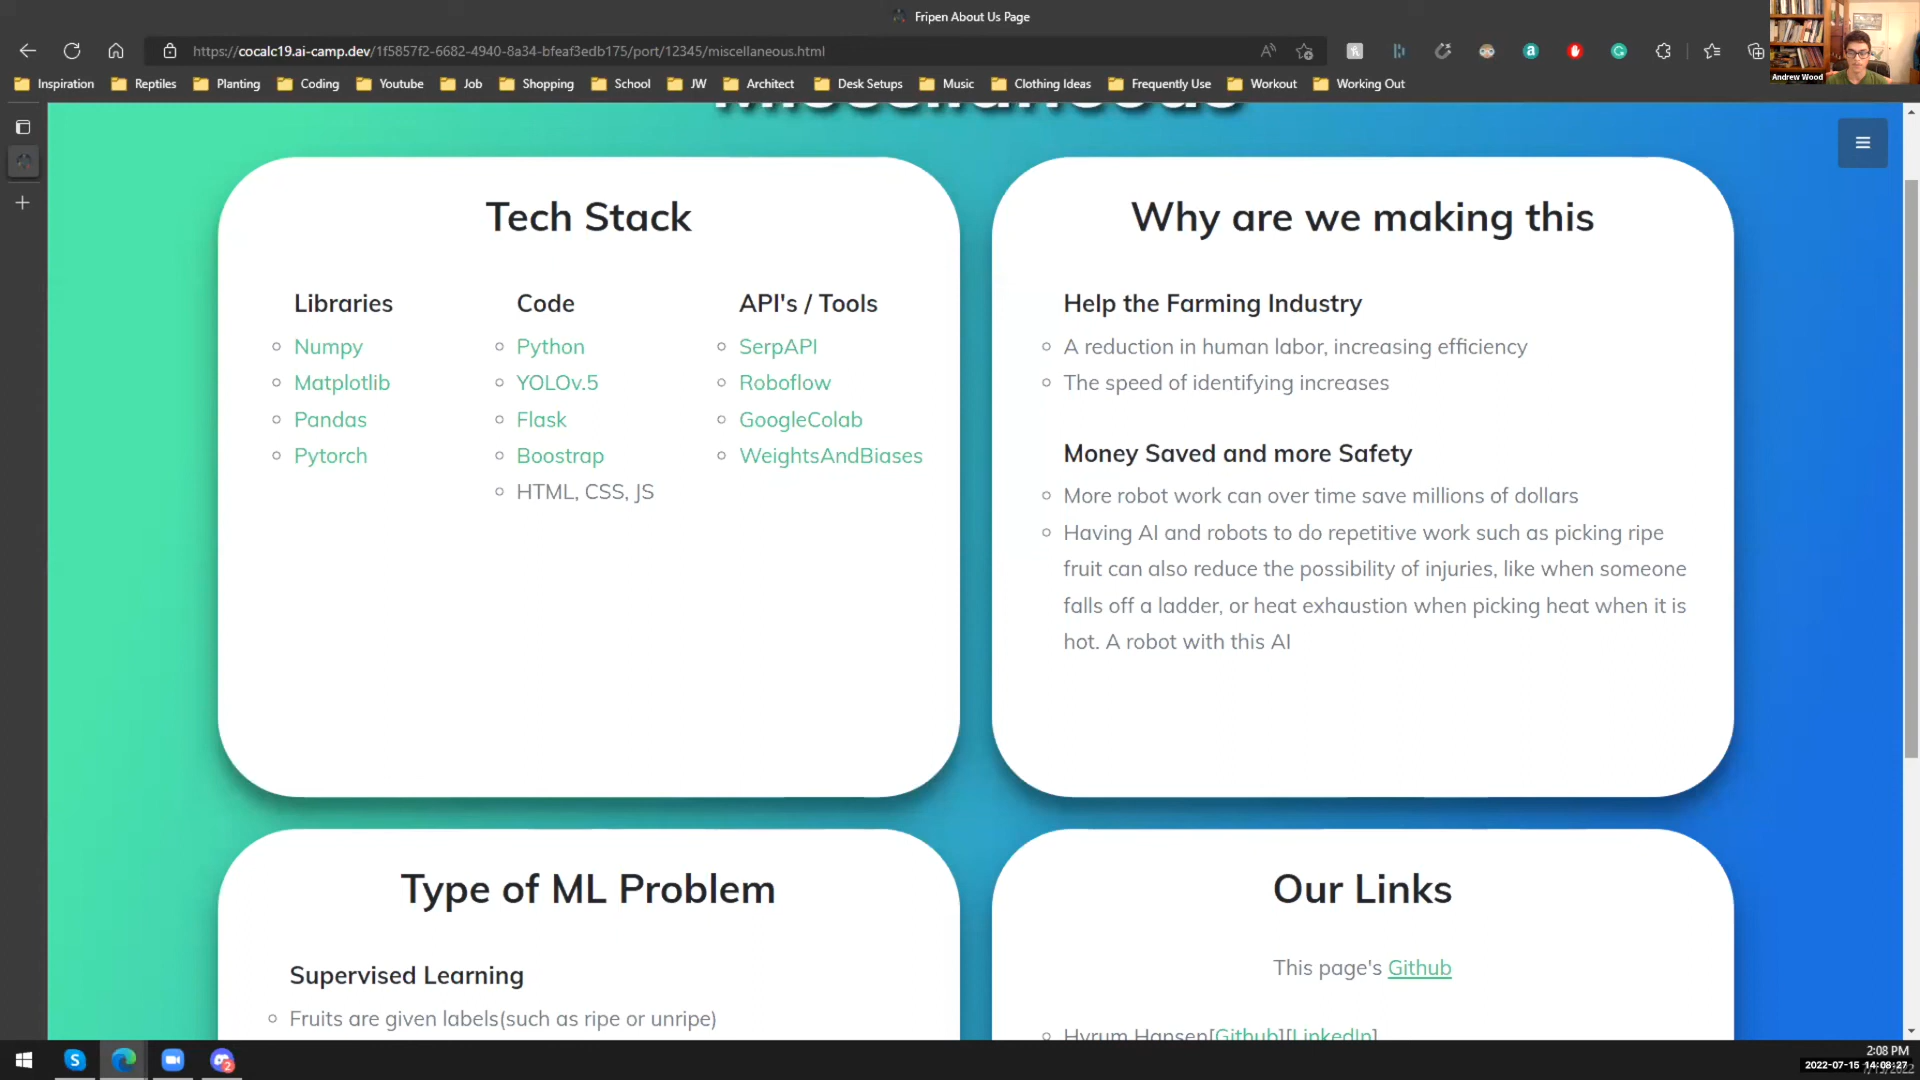 Fripen About Us Page
https://cocalc19.ai-camp.dev/1f5857f2-6682-4940-8a34-bfeaf3edb175/port/12345/miscellaneous.html
Andrew Wood
Inspiration Reptiles Planting Coding Youtube Job Shopping School JW Architect Desk Setups Music Clothing Ideas Frequently Use Workout Working Out
Miscellaneous
Tech Stack
Libraries
Numpy
Matplotlib
Pandas
Pytorch
Code
Python
YOLOv.5
Flask
Boostrap
HTML, CSS, JS
API's / Tools
SerpAPI
Roboflow
GoogleColab
WeightsAndBiases
Why are we making this
Help the Farming Industry
A reduction in human labor, increasing efficiency
The speed of identifying increases
Money Saved and more Safety
More robot work can over time save millions of dollars
Having AI and robots to do repetitive work such as picking ripe
fruit can also reduce the possibility of injuries, like when someone
falls off a ladder, or heat exhaustion when picking heat when it is
hot. A robot with this AI
Type of ML Problem
Supervised Learning
Fruits are given labels(such as ripe or unripe)
Our Links
This page's Github
Hyrum Hansen[Github][LinkedIn]
2:08 PM
2022-07-15 14:08:27